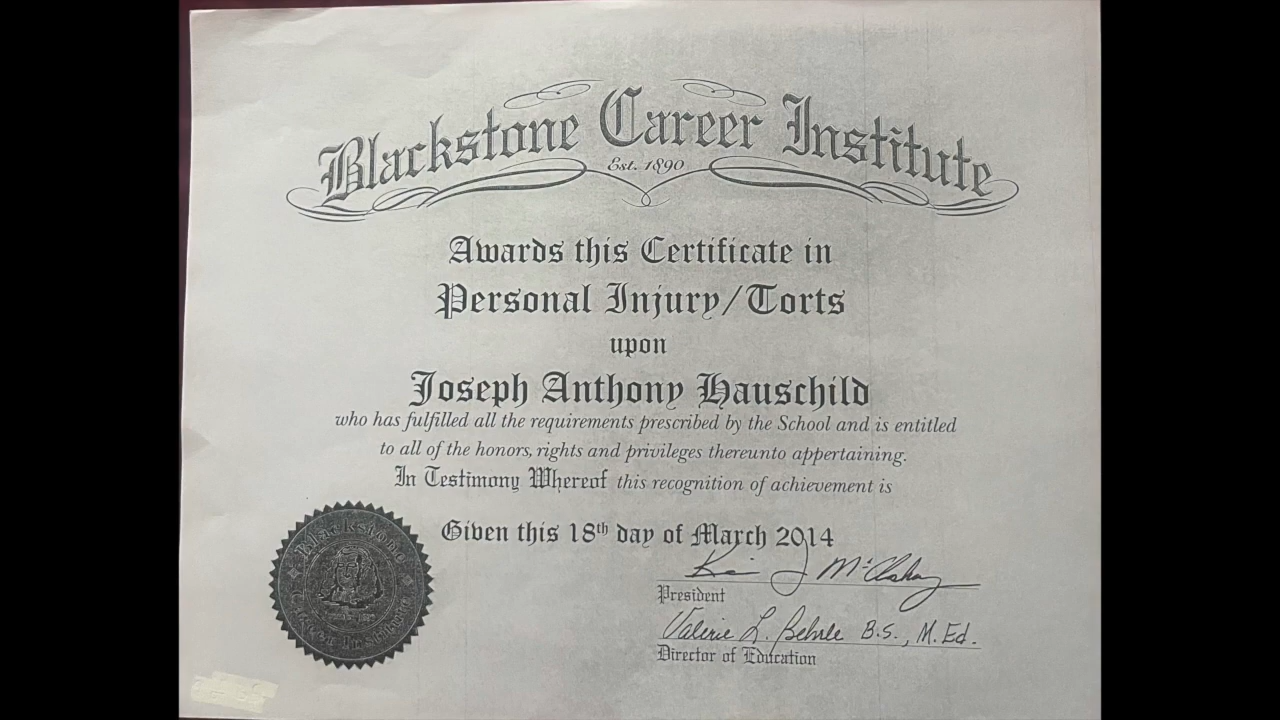 Blackstone Career Institute
Est. 1890
Awards this Certificate in
Personal Injury/Torts
upon
Joseph Anthony Hauschild
who has fulfilled all the requirements prescribed by the School and is entitled
to all of the honors, rights and privileges thereunto appertaining.
In Testimony Whereof this recognition of achievement is
Given this 18th day of March 2014
President
Valerie L. Behrle B.S., M.Ed.
Director of Education
Blackstone
Career Institute